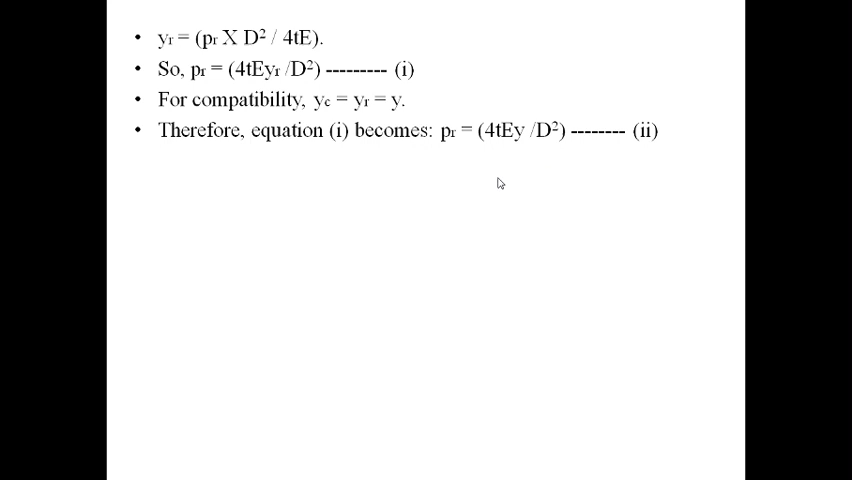 • yr = (pr X D² / 4tE).
• So, pr = (4tEyr /D²) --------- (i)
• For compatibility, yc = yr = y.
• Therefore, equation (i) becomes: pr = (4tEy /D²) -------- (ii)